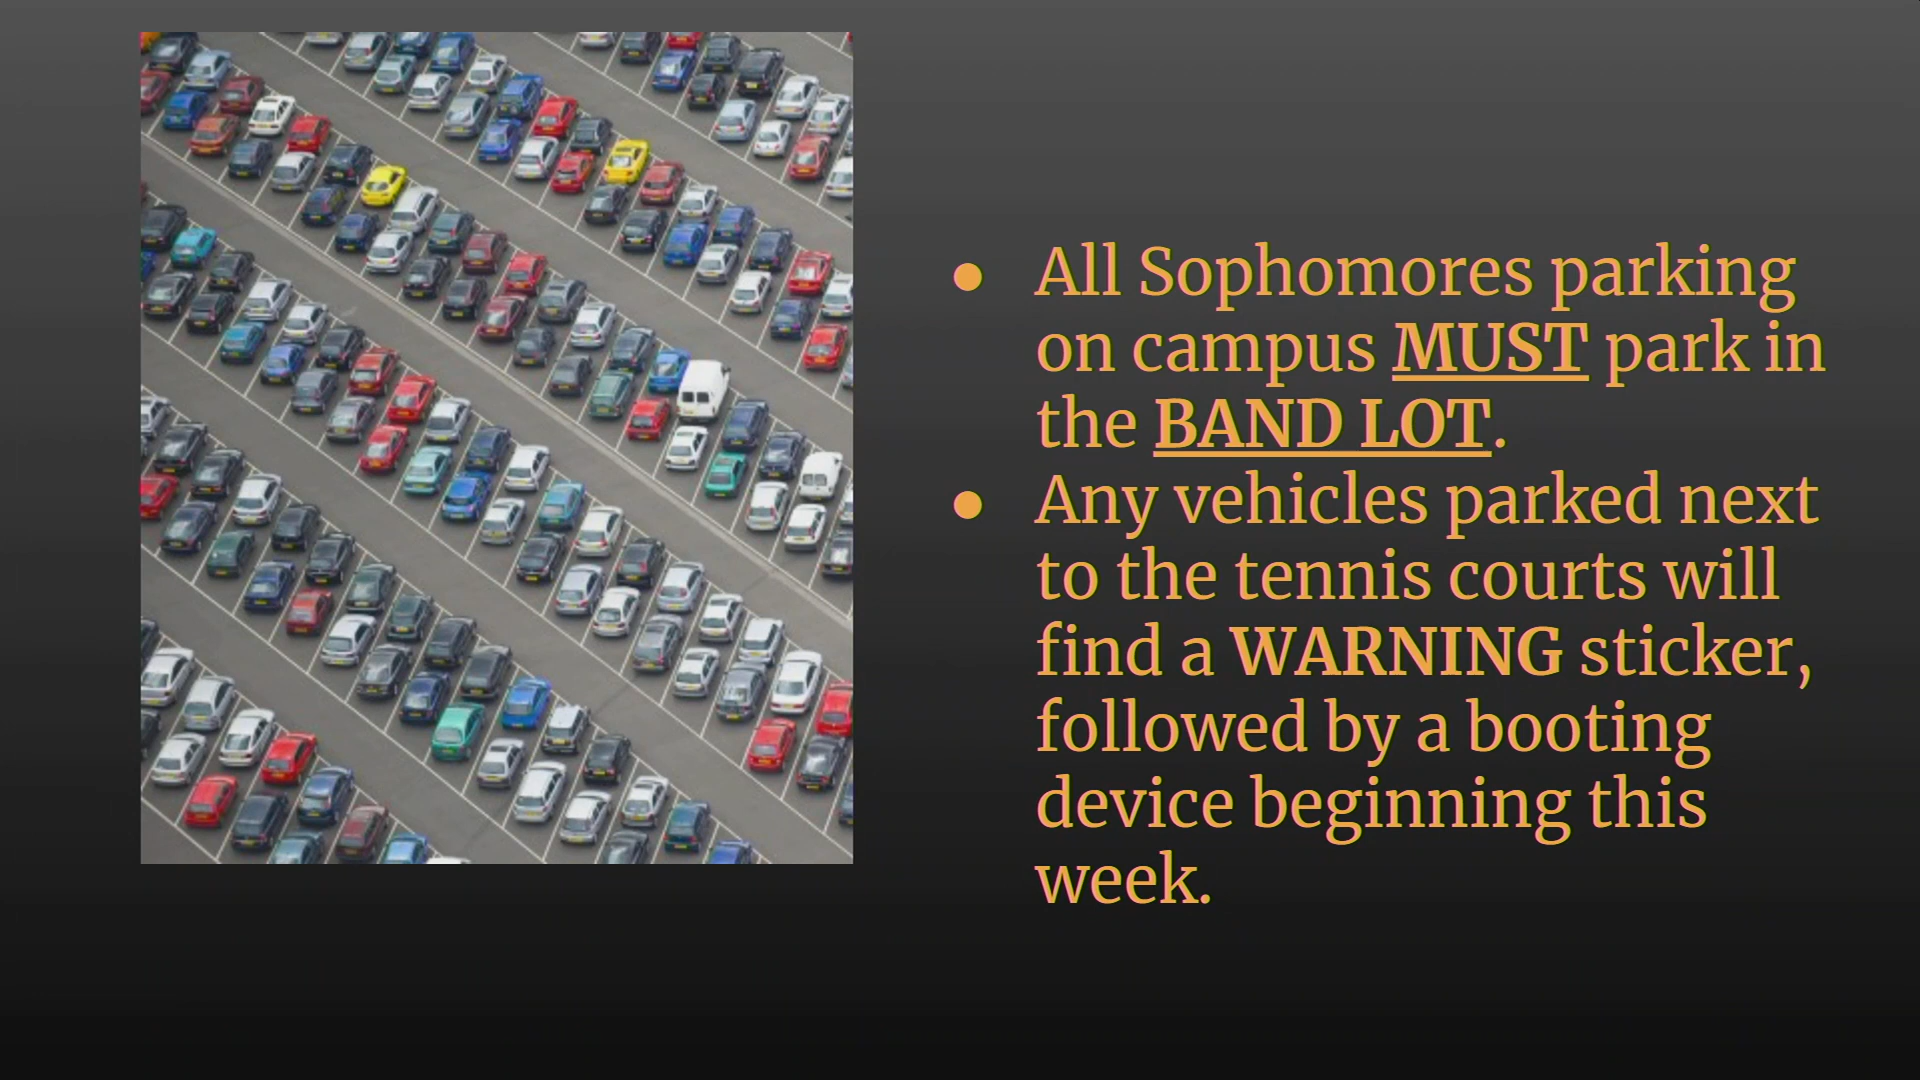 ● All Sophomores parking
on campus MUST park in
the BAND LOT.
● Any vehicles parked next
to the tennis courts will
find a WARNING sticker,
followed by a booting
device beginning this
week.